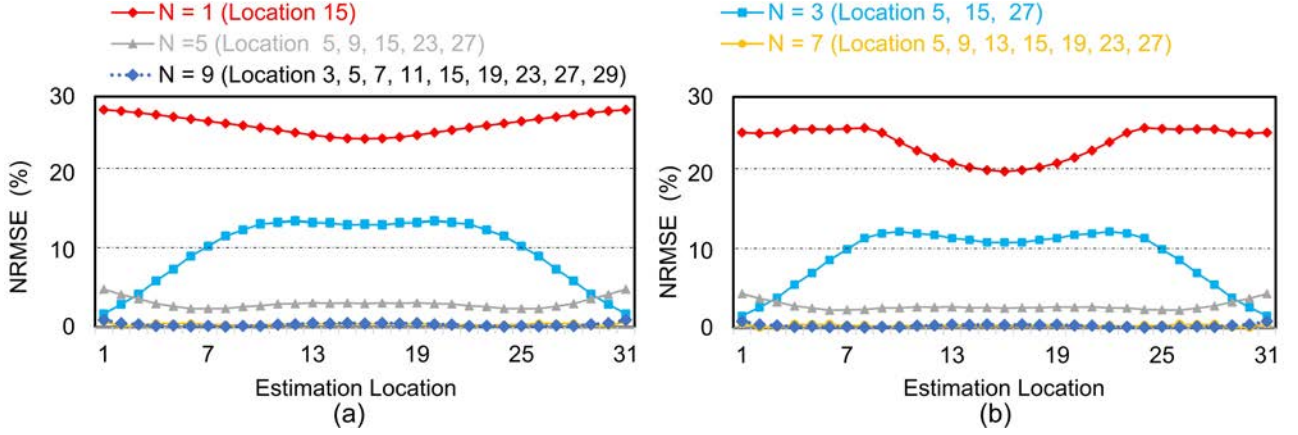 N = 1 (Location 15)
N = 3 (Location 5, 15, 27)
N =5 (Location 5, 9, 15, 23, 27)
N = 7 (Location 5, 9, 13, 15, 19, 23, 27)
N = 9 (Location 3, 5, 7, 11, 15, 19, 23, 27, 29)
NRMSE (%)
30
20
10
0
1 7 13 19 25 31
Estimation Location
(a)
NRMSE (%)
30
20
10
0
1 7 13 19 25 31
Estimation Location
(b)